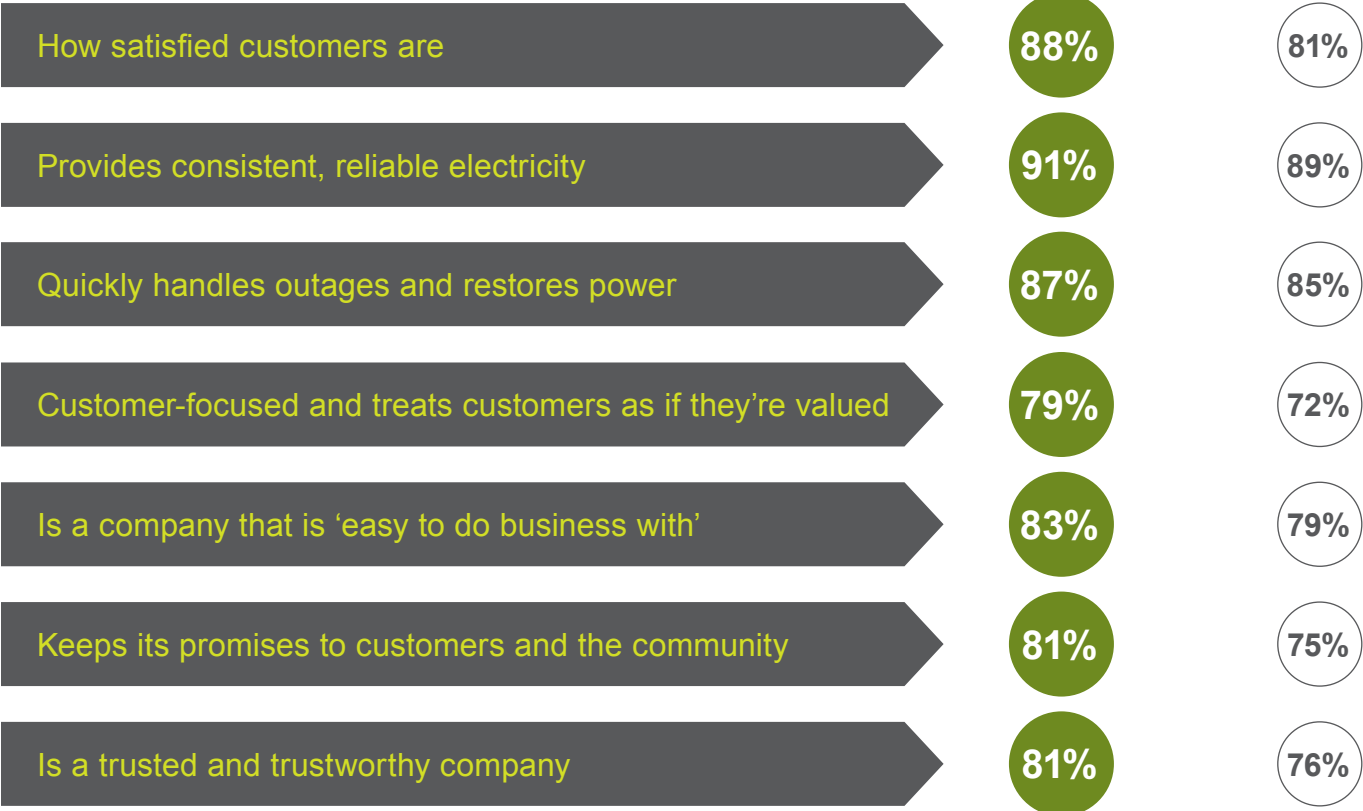 How satisfied customers are 88% 81%
Provides consistent, reliable electricity 91% 89%
Quickly handles outages and restores power 87% 85%
Customer-focused and treats customers as if they’re valued 79% 72%
Is a company that is ‘easy to do business with’ 83% 79%
Keeps its promises to customers and the community 81% 75%
Is a trusted and trustworthy company 81% 76%